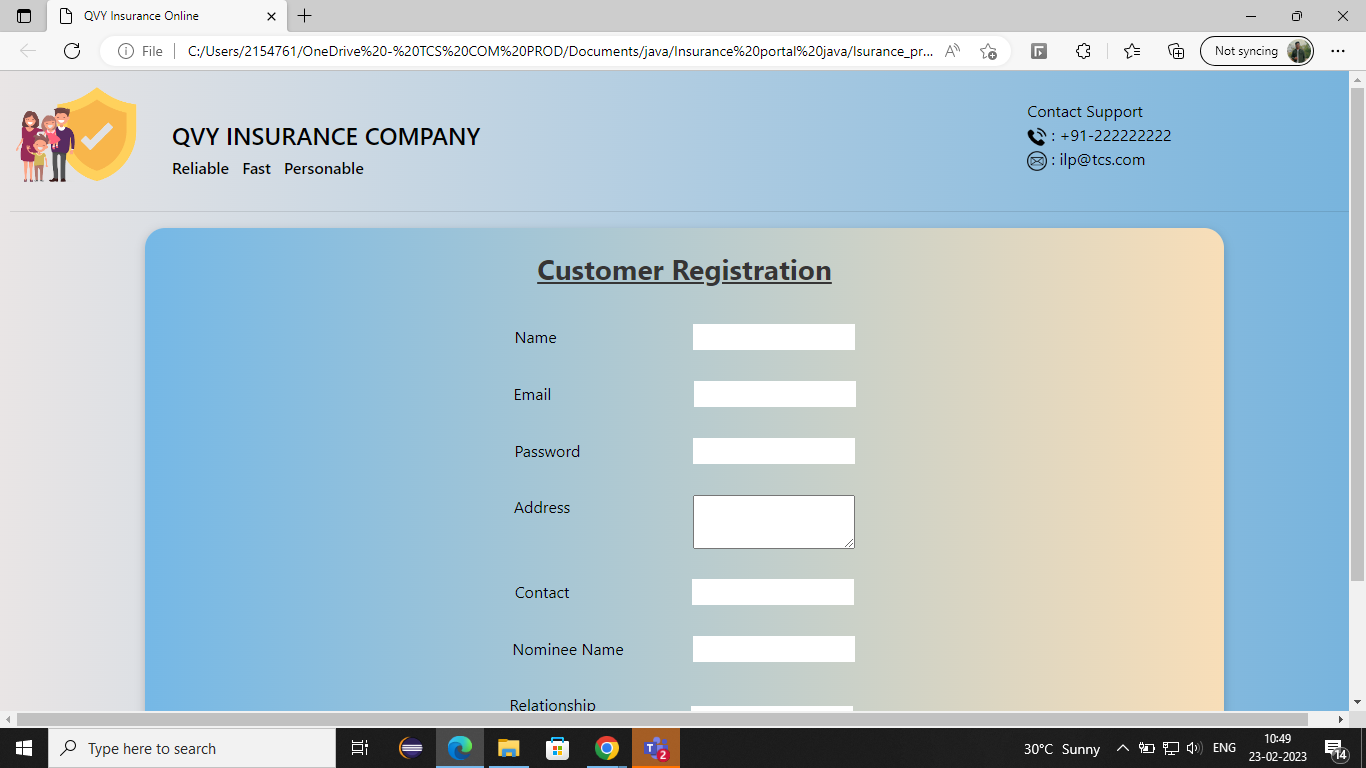 QVY Insurance Online
File
C:/Users/2154761/OneDrive%20-%20TCS%20COM%20PROD/Documents/java/Insurance%20portal%20java/Isurance_pr...
Not syncing
QVY INSURANCE COMPANY
Reliable Fast Personable
Contact Support
: +91-222222222
: ilp@tcs.com
Customer Registration
Name
Email
Password
Address
Contact
Nominee Name
Relationship
Type here to search
2
30°C Sunny
ENG
10:49
23-02-2023
14